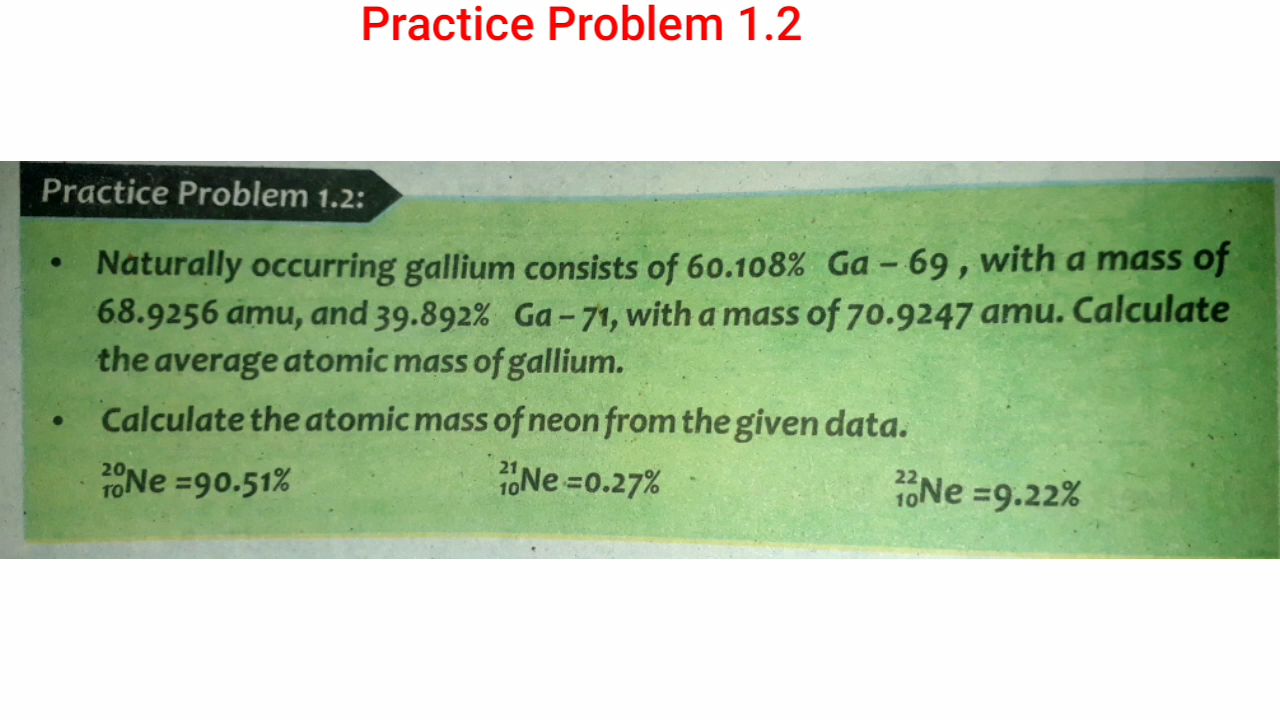 Practice Problem 1.2
Practice Problem 1.2:
• Naturally occurring gallium consists of 60.108% Ga – 69 , with a mass of
68.9256 amu, and 39.892% Ga – 71, with a mass of 70.9247 amu. Calculate
the average atomic mass of gallium.
• Calculate the atomic mass of neon from the given data.
²⁰₁₀Ne =90.51% ²¹₁₀Ne =0.27% ²²₁₀Ne =9.22%